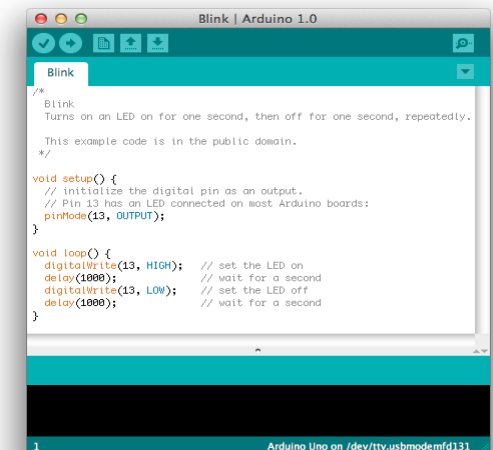 Blink | Arduino 1.0
Blink
/*
  Blink
  Turns on an LED on for one second, then off for one second, repeatedly.

  This example code is in the public domain.
 */

void setup() {
  // initialize the digital pin as an output.
  // Pin 13 has an LED connected on most Arduino boards:
  pinMode(13, OUTPUT);
}

void loop() {
  digitalWrite(13, HIGH);   // set the LED on
  delay(1000);              // wait for a second
  digitalWrite(13, LOW);    // set the LED off
  delay(1000);              // wait for a second
}
1 Arduino Uno on /dev/tty.usbmodemfd131